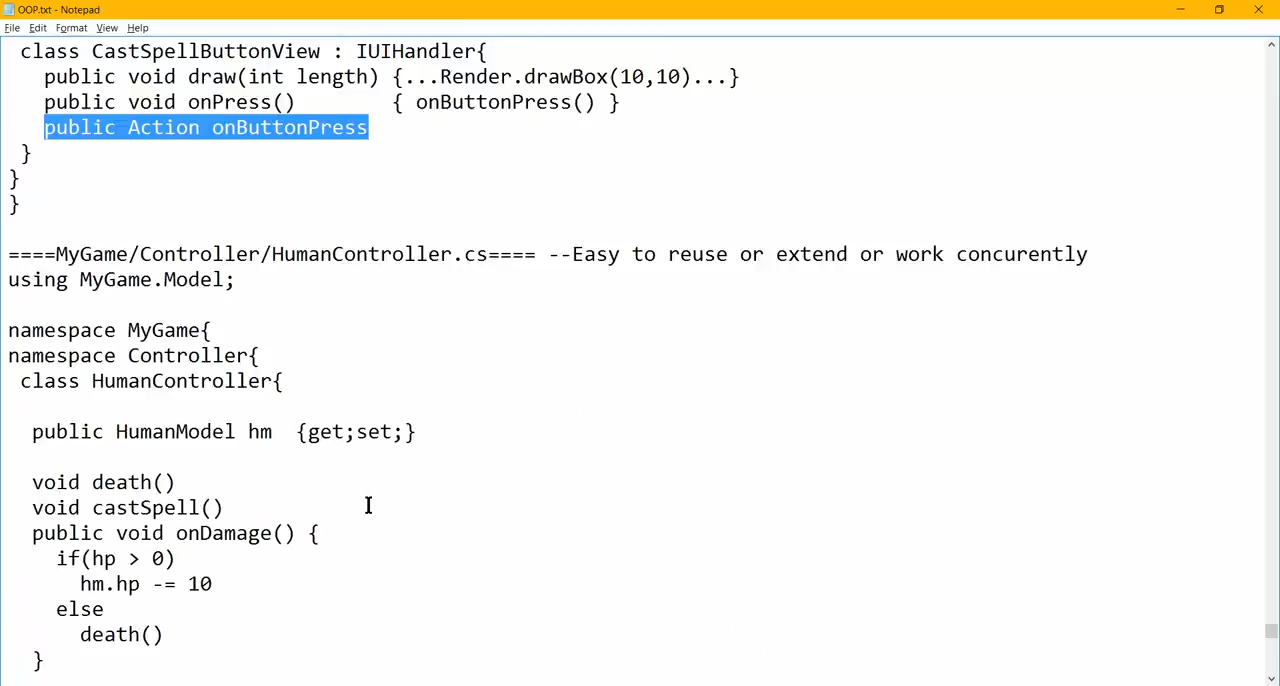 OOP.txt - Notepad
File Edit Format View Help
class CastSpellButtonView : IUIHandler{
public void draw(int length) {...Render.drawBox(10,10)...}
public void onPress() { onButtonPress() }
public Action onButtonPress
}
}
}
====MyGame/Controller/HumanController.cs==== --Easy to reuse or extend or work concurently
using MyGame.Model;
namespace MyGame{
namespace Controller{
class HumanController{
public HumanModel hm {get;set;}
void death()
void castSpell()
public void onDamage() {
if(hp > 0)
hm.hp -= 10
else
death()
}